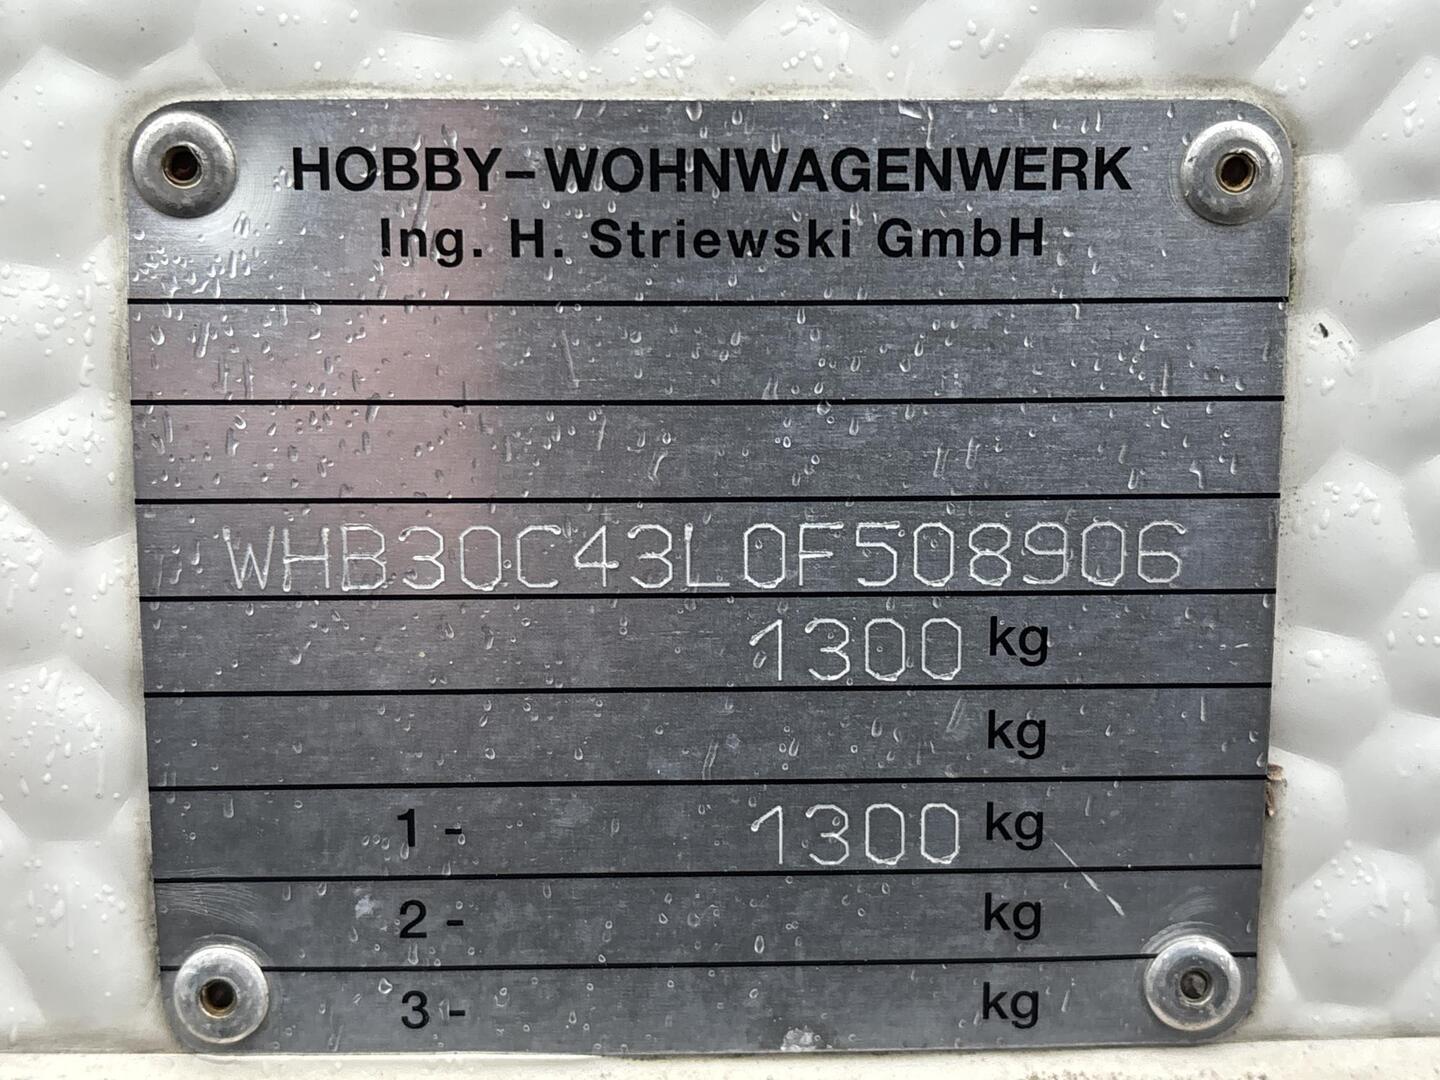 HOBBY-WOHNWAGENWERK
Ing. H. Striewski GmbH
WHB30C43L0F508906
1300 kg
kg
1- 1300 kg
2- kg
3- kg